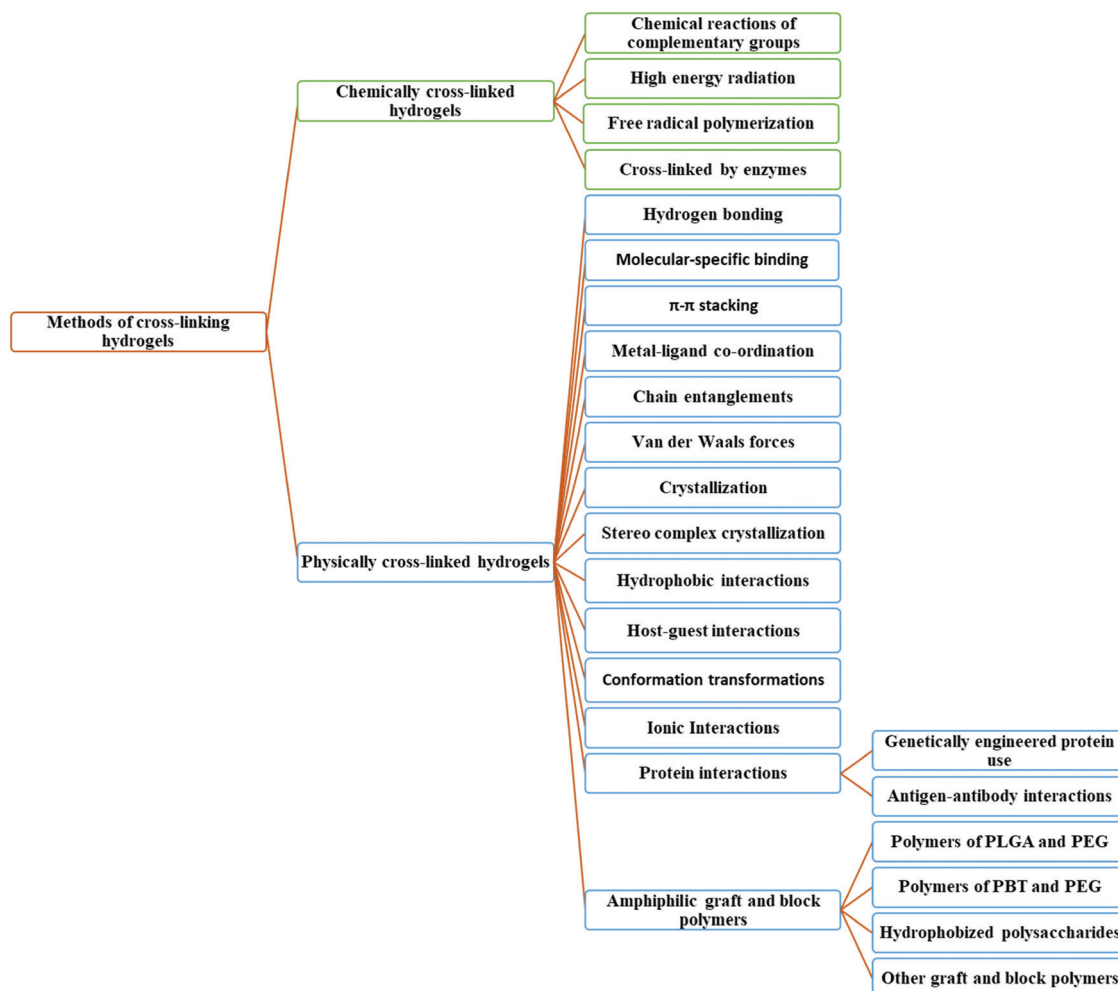 Methods of cross-linking
hydrogels
Chemically cross-linked
hydrogels
Chemical reactions of
complementary groups
High energy radiation
Free radical polymerization
Cross-linked by enzymes
Physically cross-linked hydrogels
Hydrogen bonding
Molecular-specific binding
π-π stacking
Metal-ligand co-ordination
Chain entanglements
Van der Waals forces
Crystallization
Stereo complex crystallization
Hydrophobic interactions
Host-guest interactions
Conformation transformations
Ionic Interactions
Protein interactions
Genetically engineered protein
use
Antigen-antibody interactions
Amphiphilic graft and block
polymers
Polymers of PLGA and PEG
Polymers of PBT and PEG
Hydrophobized polysaccharides
Other graft and block polymers